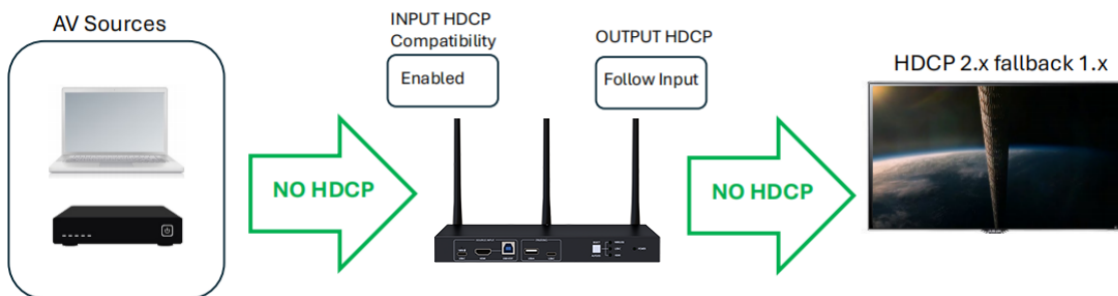 AV Sources
INPUT HDCP
Compatibility
Enabled
OUTPUT HDCP
Follow Input
HDCP 2.x fallback 1.x
NO HDCP
NO HDCP